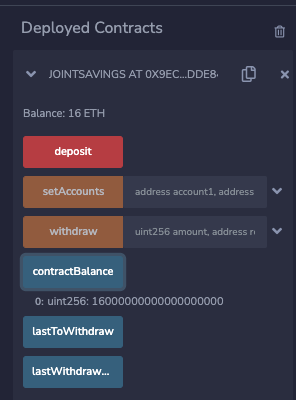 Deployed Contracts
JOINTSAVINGS AT 0X9EC...DDE84
Balance: 16 ETH
deposit
setAccounts address account1, address
withdraw uint256 amount, address re
contractBalance
0: uint256: 16000000000000000000
lastToWithdraw
lastWithdraw...